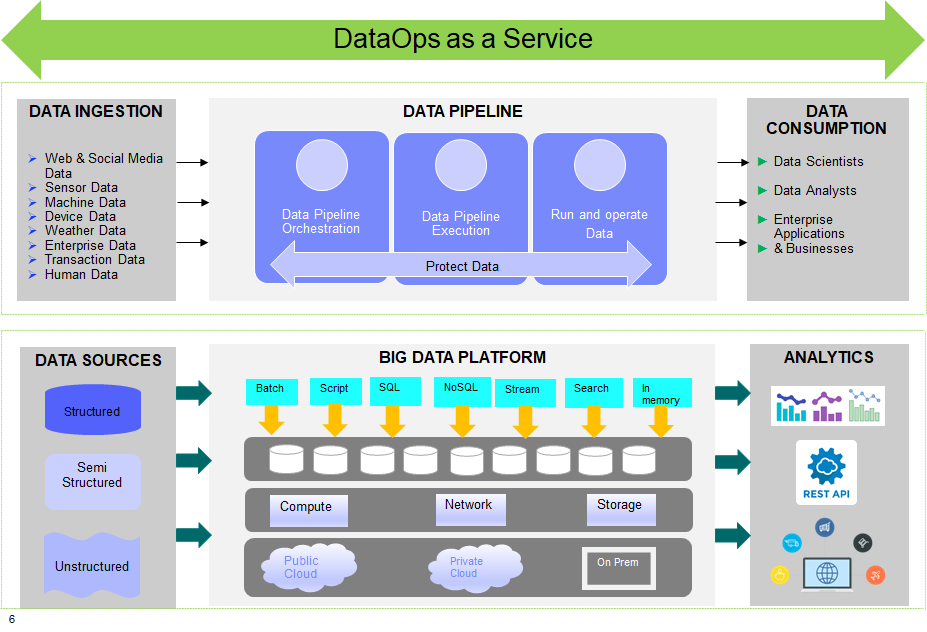 DataOps as a Service
DATA INGESTION
Web & Social Media
Data
Sensor Data
Machine Data
Device Data
Weather Data
Enterprise Data
Transaction Data
Human Data
DATA PIPELINE
Data Pipeline
Orchestration
Data Pipeline
Execution
Run and operate
Data
Protect Data
DATA
CONSUMPTION
Data Scientists
Data Analysts
Enterprise
Applications
& Businesses
DATA SOURCES
Structured
Semi
Structured
Unstructured
BIG DATA PLATFORM
Batch
Script
SQL
NoSQL
Stream
Search
In
memory
Compute
Network
Storage
Public
Cloud
Private
Cloud
On Prem
ANALYTICS
REST API
6